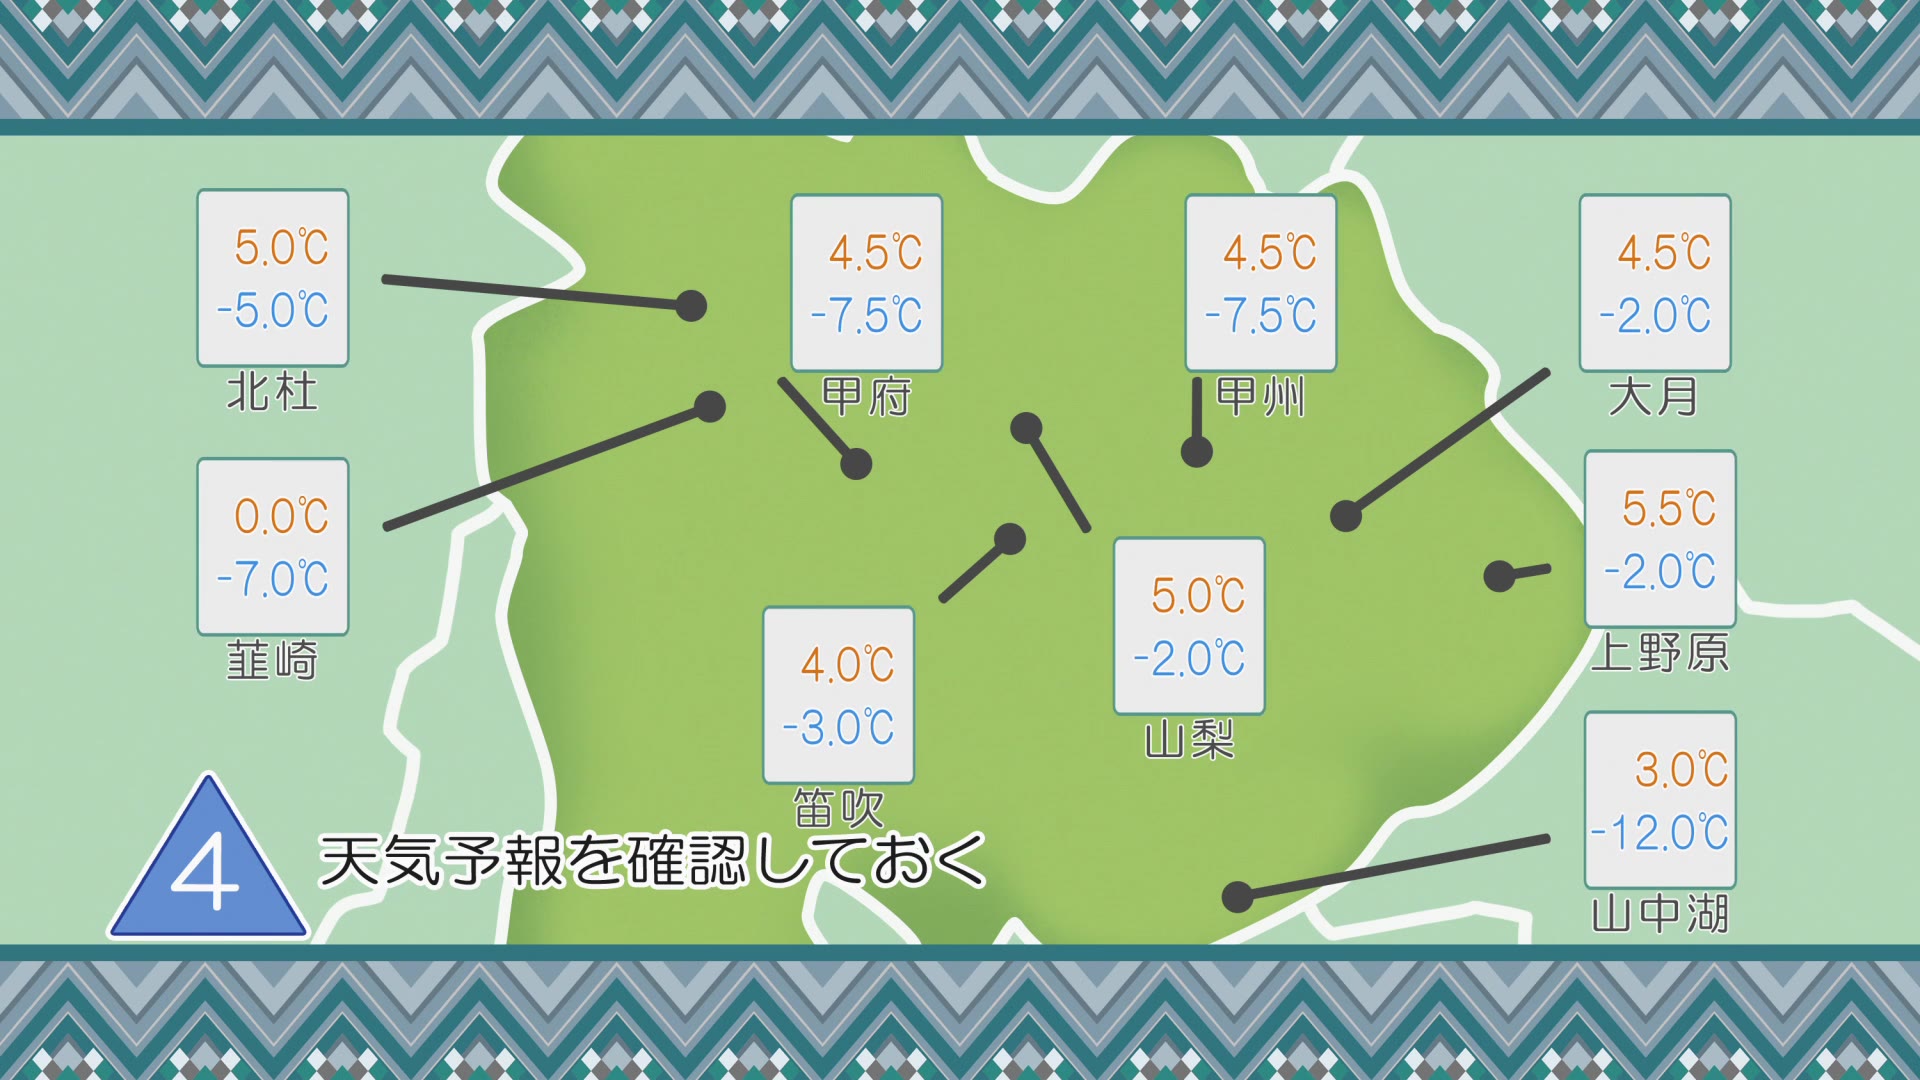 5.0℃
-5.0℃
北杜
4.5℃
-7.5℃
甲府
4.5℃
-7.5℃
甲州
4.5℃
-2.0℃
大月
0.0℃
-7.0℃
韮崎
5.5℃
-2.0℃
上野原
4.0℃
-3.0℃
笛吹
5.0℃
-2.0℃
山梨
3.0℃
-12.0℃
山中湖
4 天気予報を確認しておく